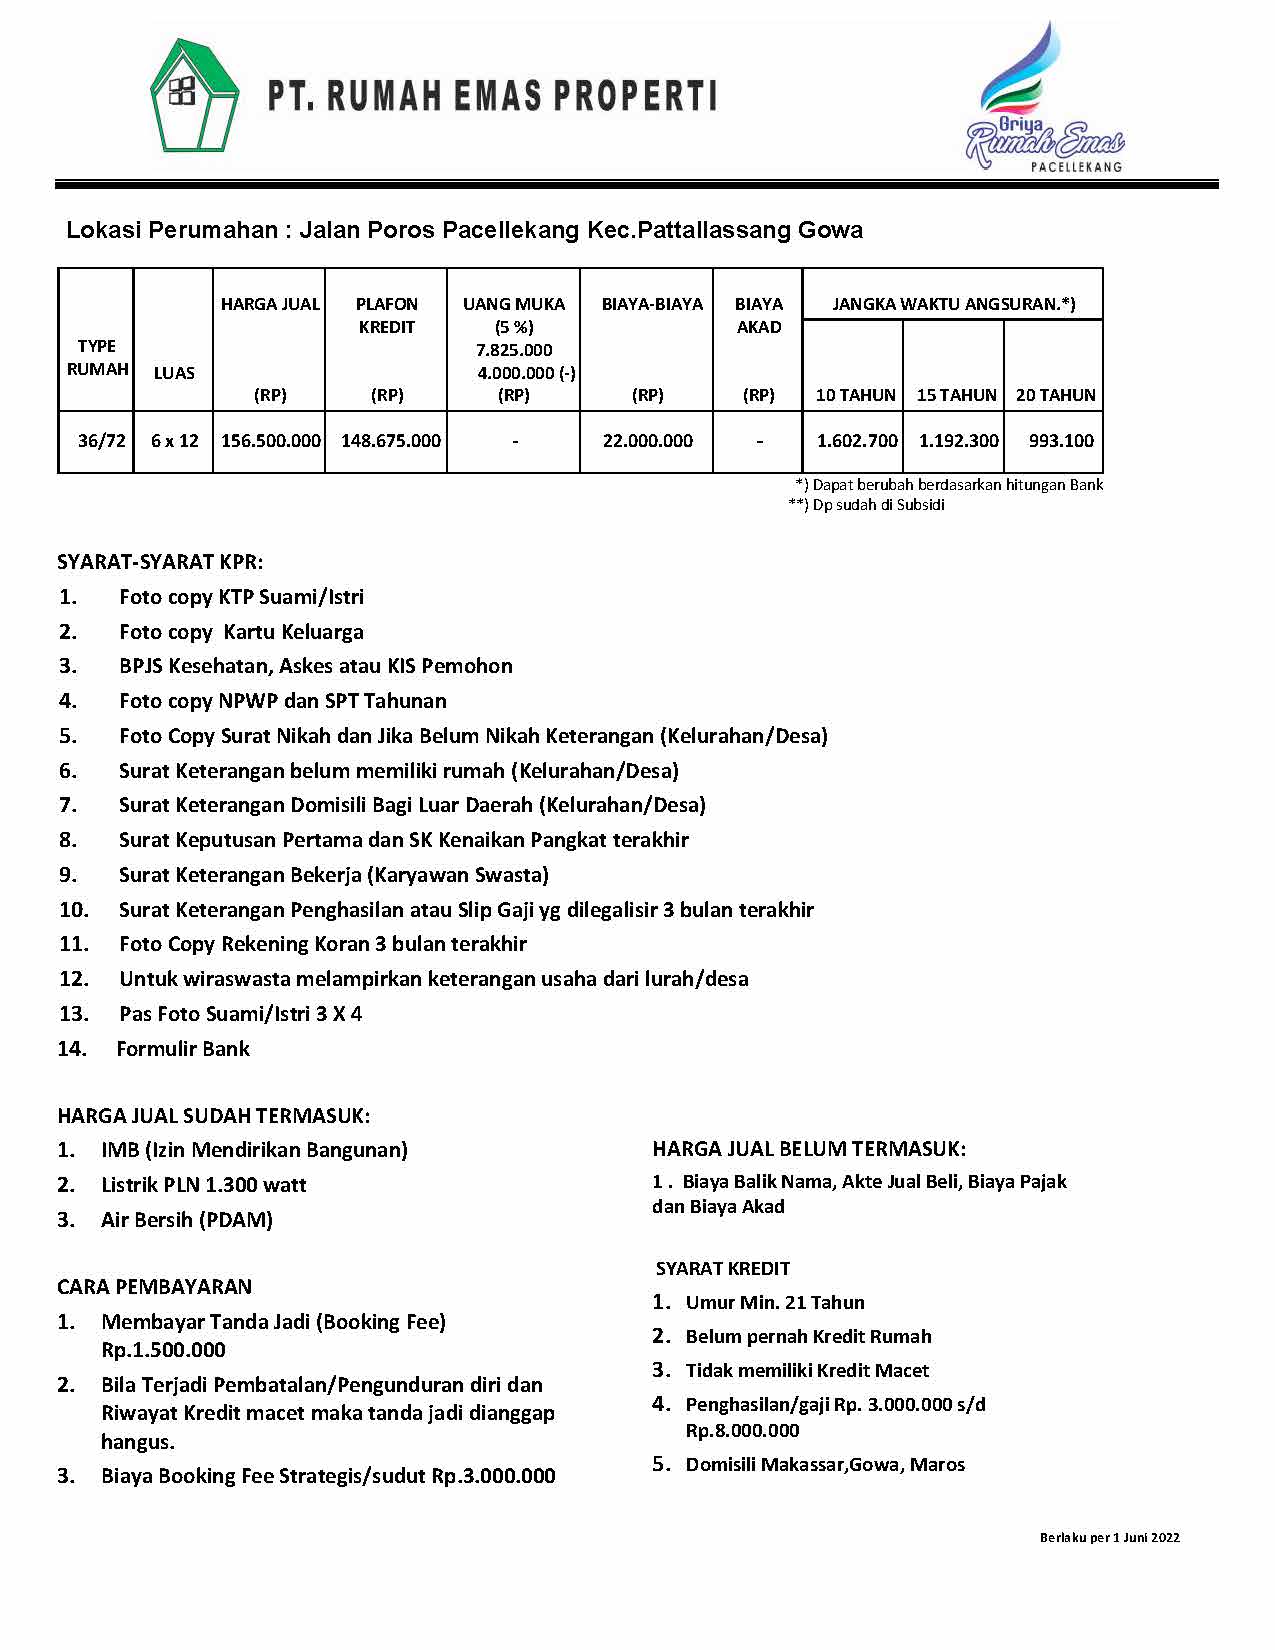 PT. RUMAH EMAS PROPERTI
Griya
Rumah Emas
PACELLEKANG
Lokasi Perumahan : Jalan Poros Pacellekang Kec.Pattallassang Gowa
TYPE RUMAH LUAS HARGA JUAL (RP) PLAFON KREDIT (RP) UANG MUKA (5 %) 7.825.000 4.000.000 (-) (RP) BIAYA-BIAYA (RP) BIAYA AKAD (RP) JANGKA WAKTU ANGSURAN.*)
10 TAHUN 15 TAHUN 20 TAHUN
36/72 6 x 12 156.500.000 148.675.000 - 22.000.000 - 1.602.700 1.192.300 993.100
*) Dapat berubah berdasarkan hitungan Bank
**) Dp sudah di Subsidi
SYARAT-SYARAT KPR:
1. Foto copy KTP Suami/Istri
2. Foto copy Kartu Keluarga
3. BPJS Kesehatan, Askes atau KIS Pemohon
4. Foto copy NPWP dan SPT Tahunan
5. Foto Copy Surat Nikah dan Jika Belum Nikah Keterangan (Kelurahan/Desa)
6. Surat Keterangan belum memiliki rumah (Kelurahan/Desa)
7. Surat Keterangan Domisili Bagi Luar Daerah (Kelurahan/Desa)
8. Surat Keputusan Pertama dan SK Kenaikan Pangkat terakhir
9. Surat Keterangan Bekerja (Karyawan Swasta)
10. Surat Keterangan Penghasilan atau Slip Gaji yg dilegalisir 3 bulan terakhir
11. Foto Copy Rekening Koran 3 bulan terakhir
12. Untuk wiraswasta melampirkan keterangan usaha dari lurah/desa
13. Pas Foto Suami/Istri 3 X 4
14. Formulir Bank
HARGA JUAL SUDAH TERMASUK:
1. IMB (Izin Mendirikan Bangunan)
2. Listrik PLN 1.300 watt
3. Air Bersih (PDAM)
CARA PEMBAYARAN
1. Membayar Tanda Jadi (Booking Fee)
Rp.1.500.000
2. Bila Terjadi Pembatalan/Pengunduran diri dan
Riwayat Kredit macet maka tanda jadi dianggap
hangus.
3. Biaya Booking Fee Strategis/sudut Rp.3.000.000
HARGA JUAL BELUM TERMASUK:
1 . Biaya Balik Nama, Akte Jual Beli, Biaya Pajak
dan Biaya Akad
SYARAT KREDIT
1. Umur Min. 21 Tahun
2. Belum pernah Kredit Rumah
3. Tidak memiliki Kredit Macet
4. Penghasilan/gaji Rp. 3.000.000 s/d
Rp.8.000.000
5. Domisili Makassar,Gowa, Maros
Berlaku per 1 Juni 2022